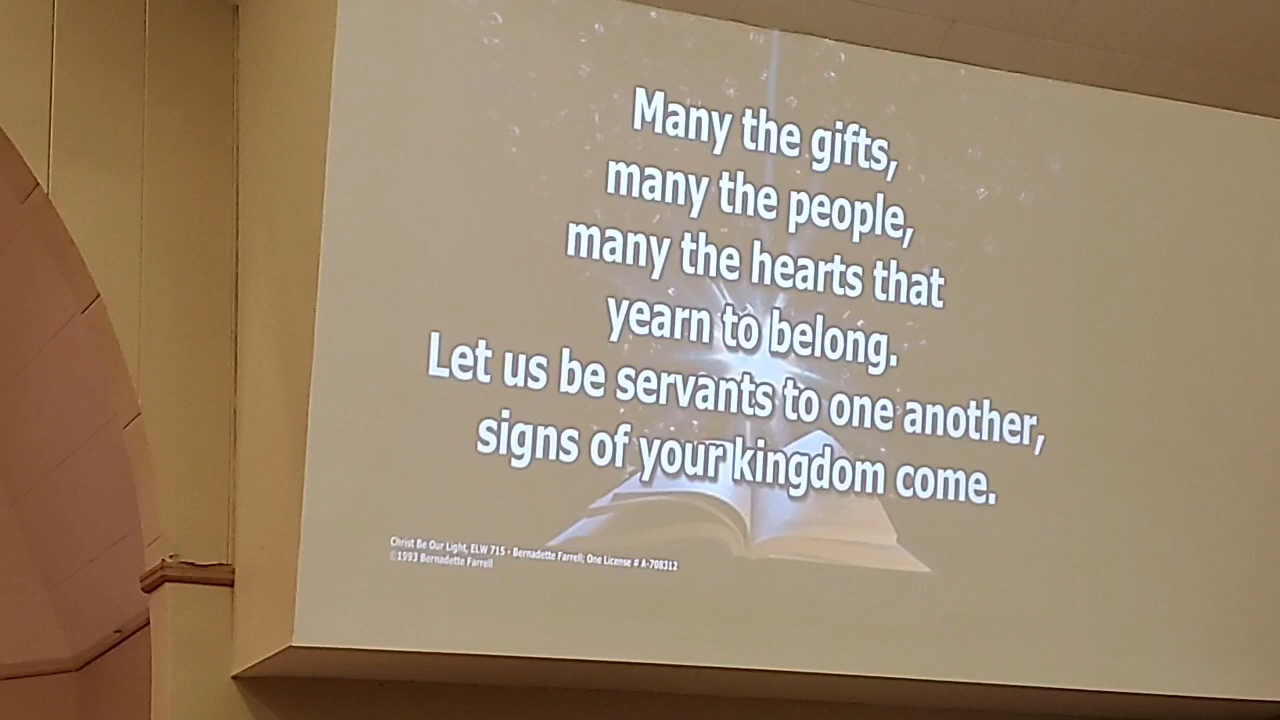 Many the gifts,
many the people,
many the hearts that
yearn to belong.
Let us be servants to one another,
signs of your kingdom come.
Christ Be Our Light, ELW 715 - Bernadette Farrell; One License # A-708312
©1993 Bernadette Farrell